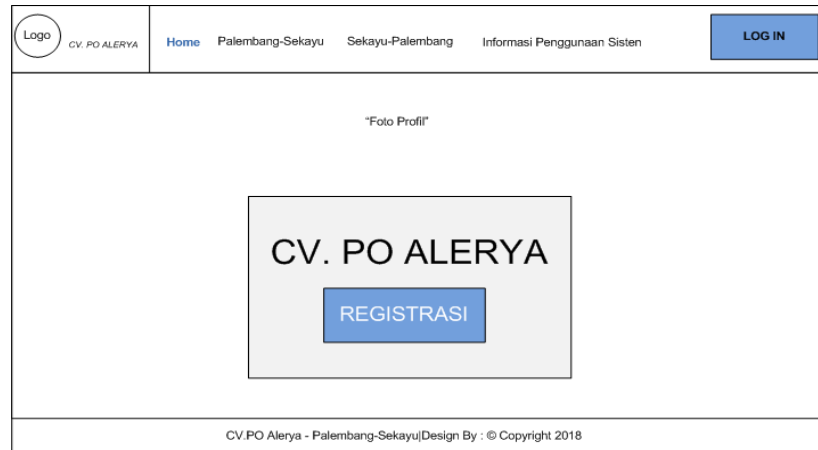 Logo
CV. PO ALERYA
Home Palembang-Sekayu Sekayu-Palembang Informasi Penggunaan Sisten
LOG IN
“Foto Profil”
CV. PO ALERYA
REGISTRASI
CV.PO Alerya - Palembang-Sekayu|Design By : © Copyright 2018